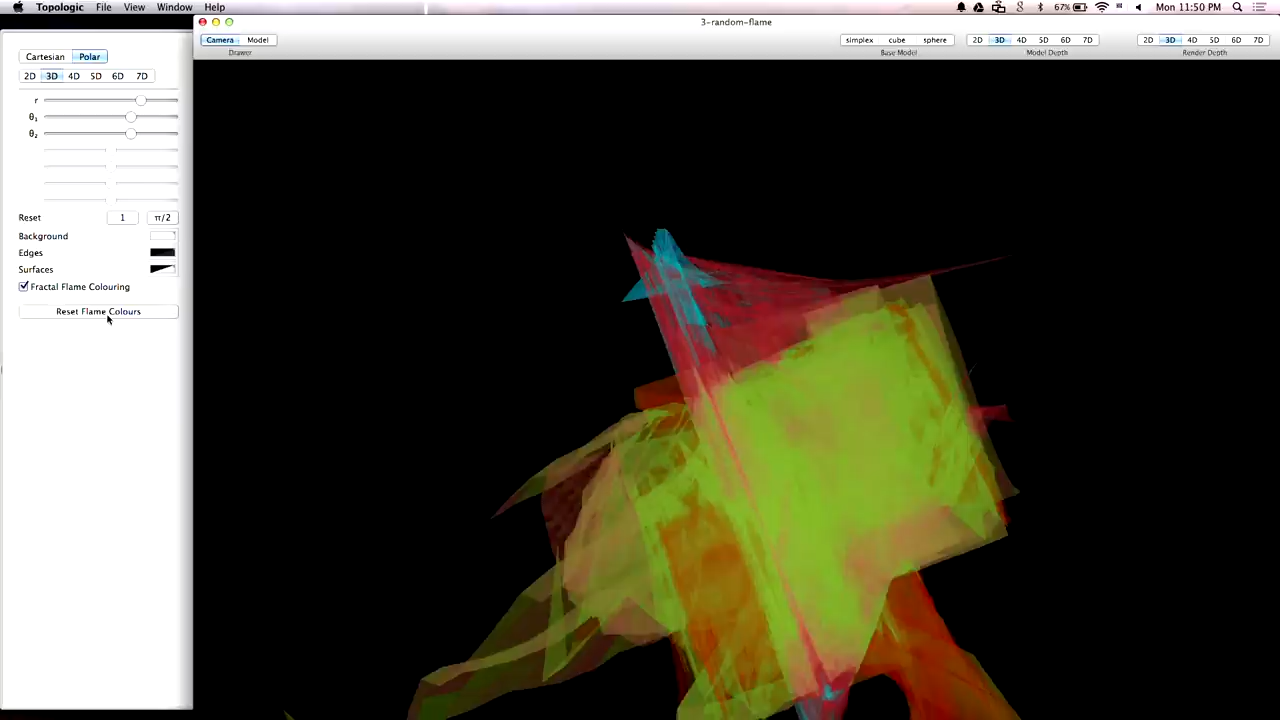 Topologic File View Window Help
67% Mon 11:50 PM
3-random-flame
Camera Model
Drawer
simplex cube sphere
Base Model
2D 3D 4D 5D 6D 7D
Model Depth
2D 3D 4D 5D 6D 7D
Render Depth
Cartesian Polar
2D 3D 4D 5D 6D 7D
r
θ₁
θ₂
Reset 1 π/2
Background
Edges
Surfaces
Fractal Flame Colouring
Reset Flame Colours